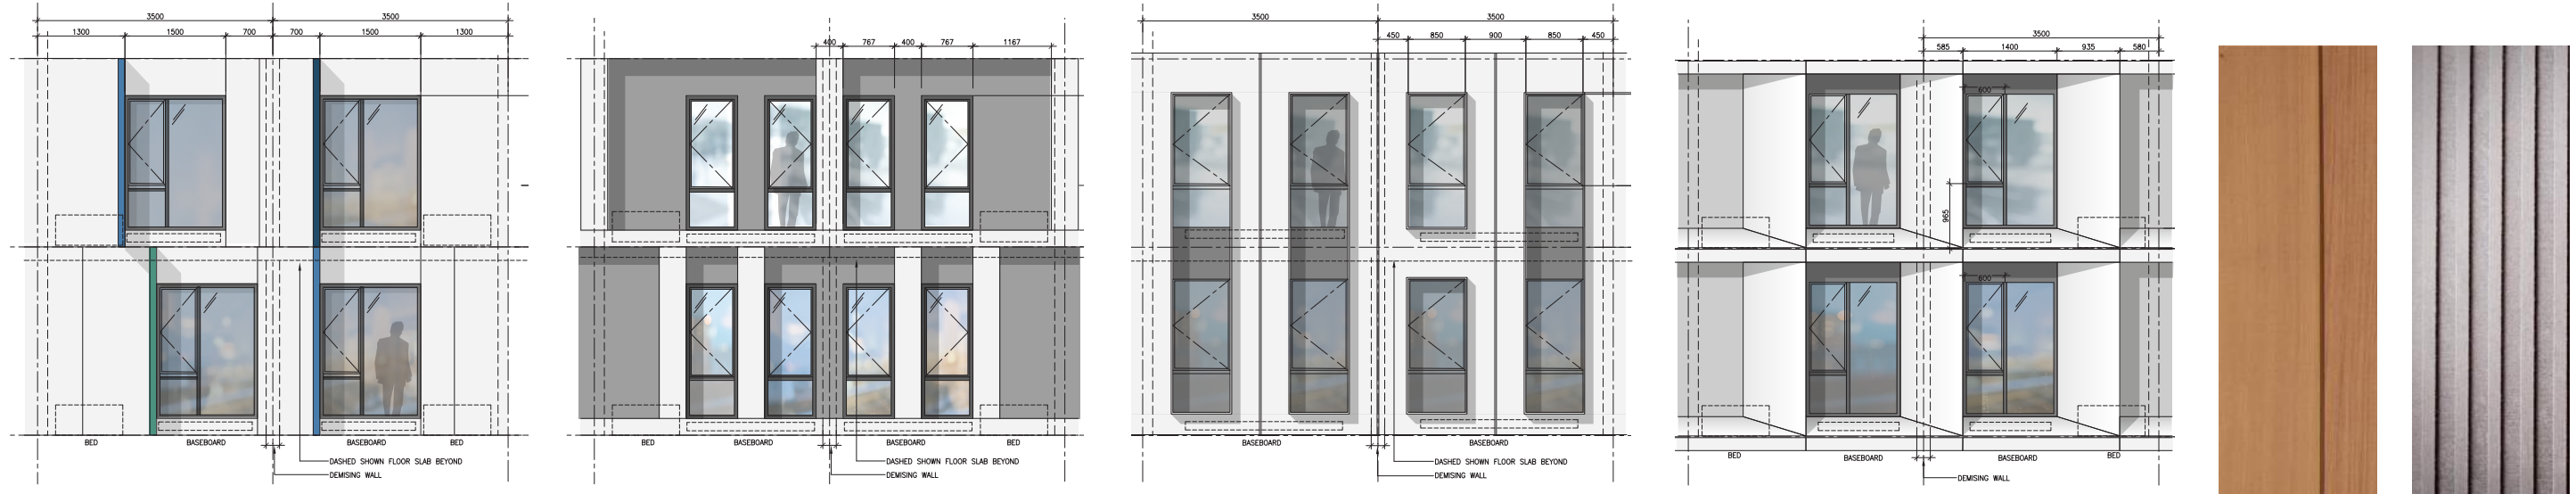 3500 3500
1300 1500 700 700 1500 1300
BED BASEBOARD BASEBOARD BED
DASHED SHOWN FLOOR SLAB BEYOND
DEMISING WALL
400 767 400 767 1167
BED BASEBOARD BASEBOARD BED
DASHED SHOWN FLOOR SLAB BEYOND
DEMISING WALL
3500 3500
450 850 900 850 450
BASEBOARD BASEBOARD
DASHED SHOWN FLOOR SLAB BEYOND
DEMISING WALL
3500
585 1400 935 580
600
965
600
BED BASEBOARD BASEBOARD BED
DEMISING WALL